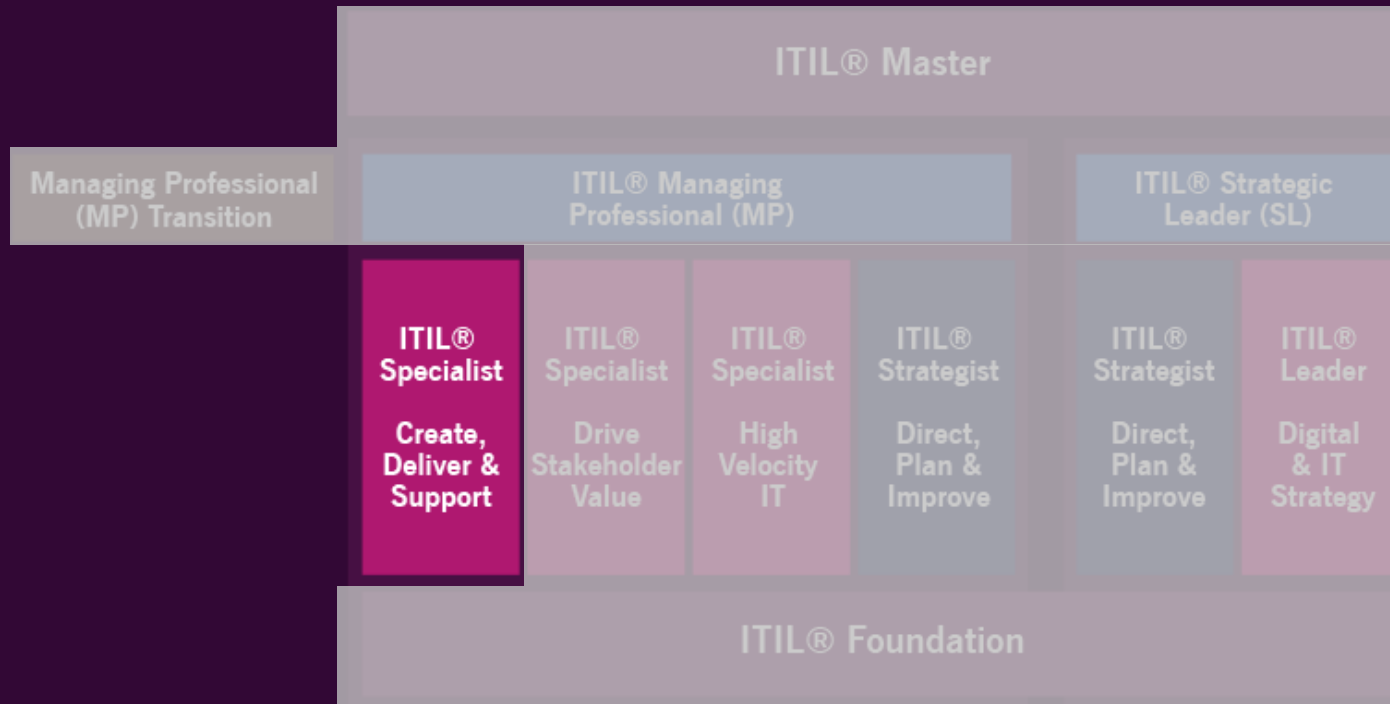 ITIL® Master
Managing Professional
(MP) Transition
ITIL® Managing
Professional (MP)
ITIL® Strategic
Leader (SL)
ITIL®
Specialist
Create,
Deliver &
Support
ITIL®
Specialist
Drive
Stakeholder
Value
ITIL®
Specialist
High
Velocity
IT
ITIL®
Strategist
Direct,
Plan &
Improve
ITIL®
Strategist
Direct,
Plan &
Improve
ITIL®
Leader
Digital
& IT
Strategy
ITIL® Foundation